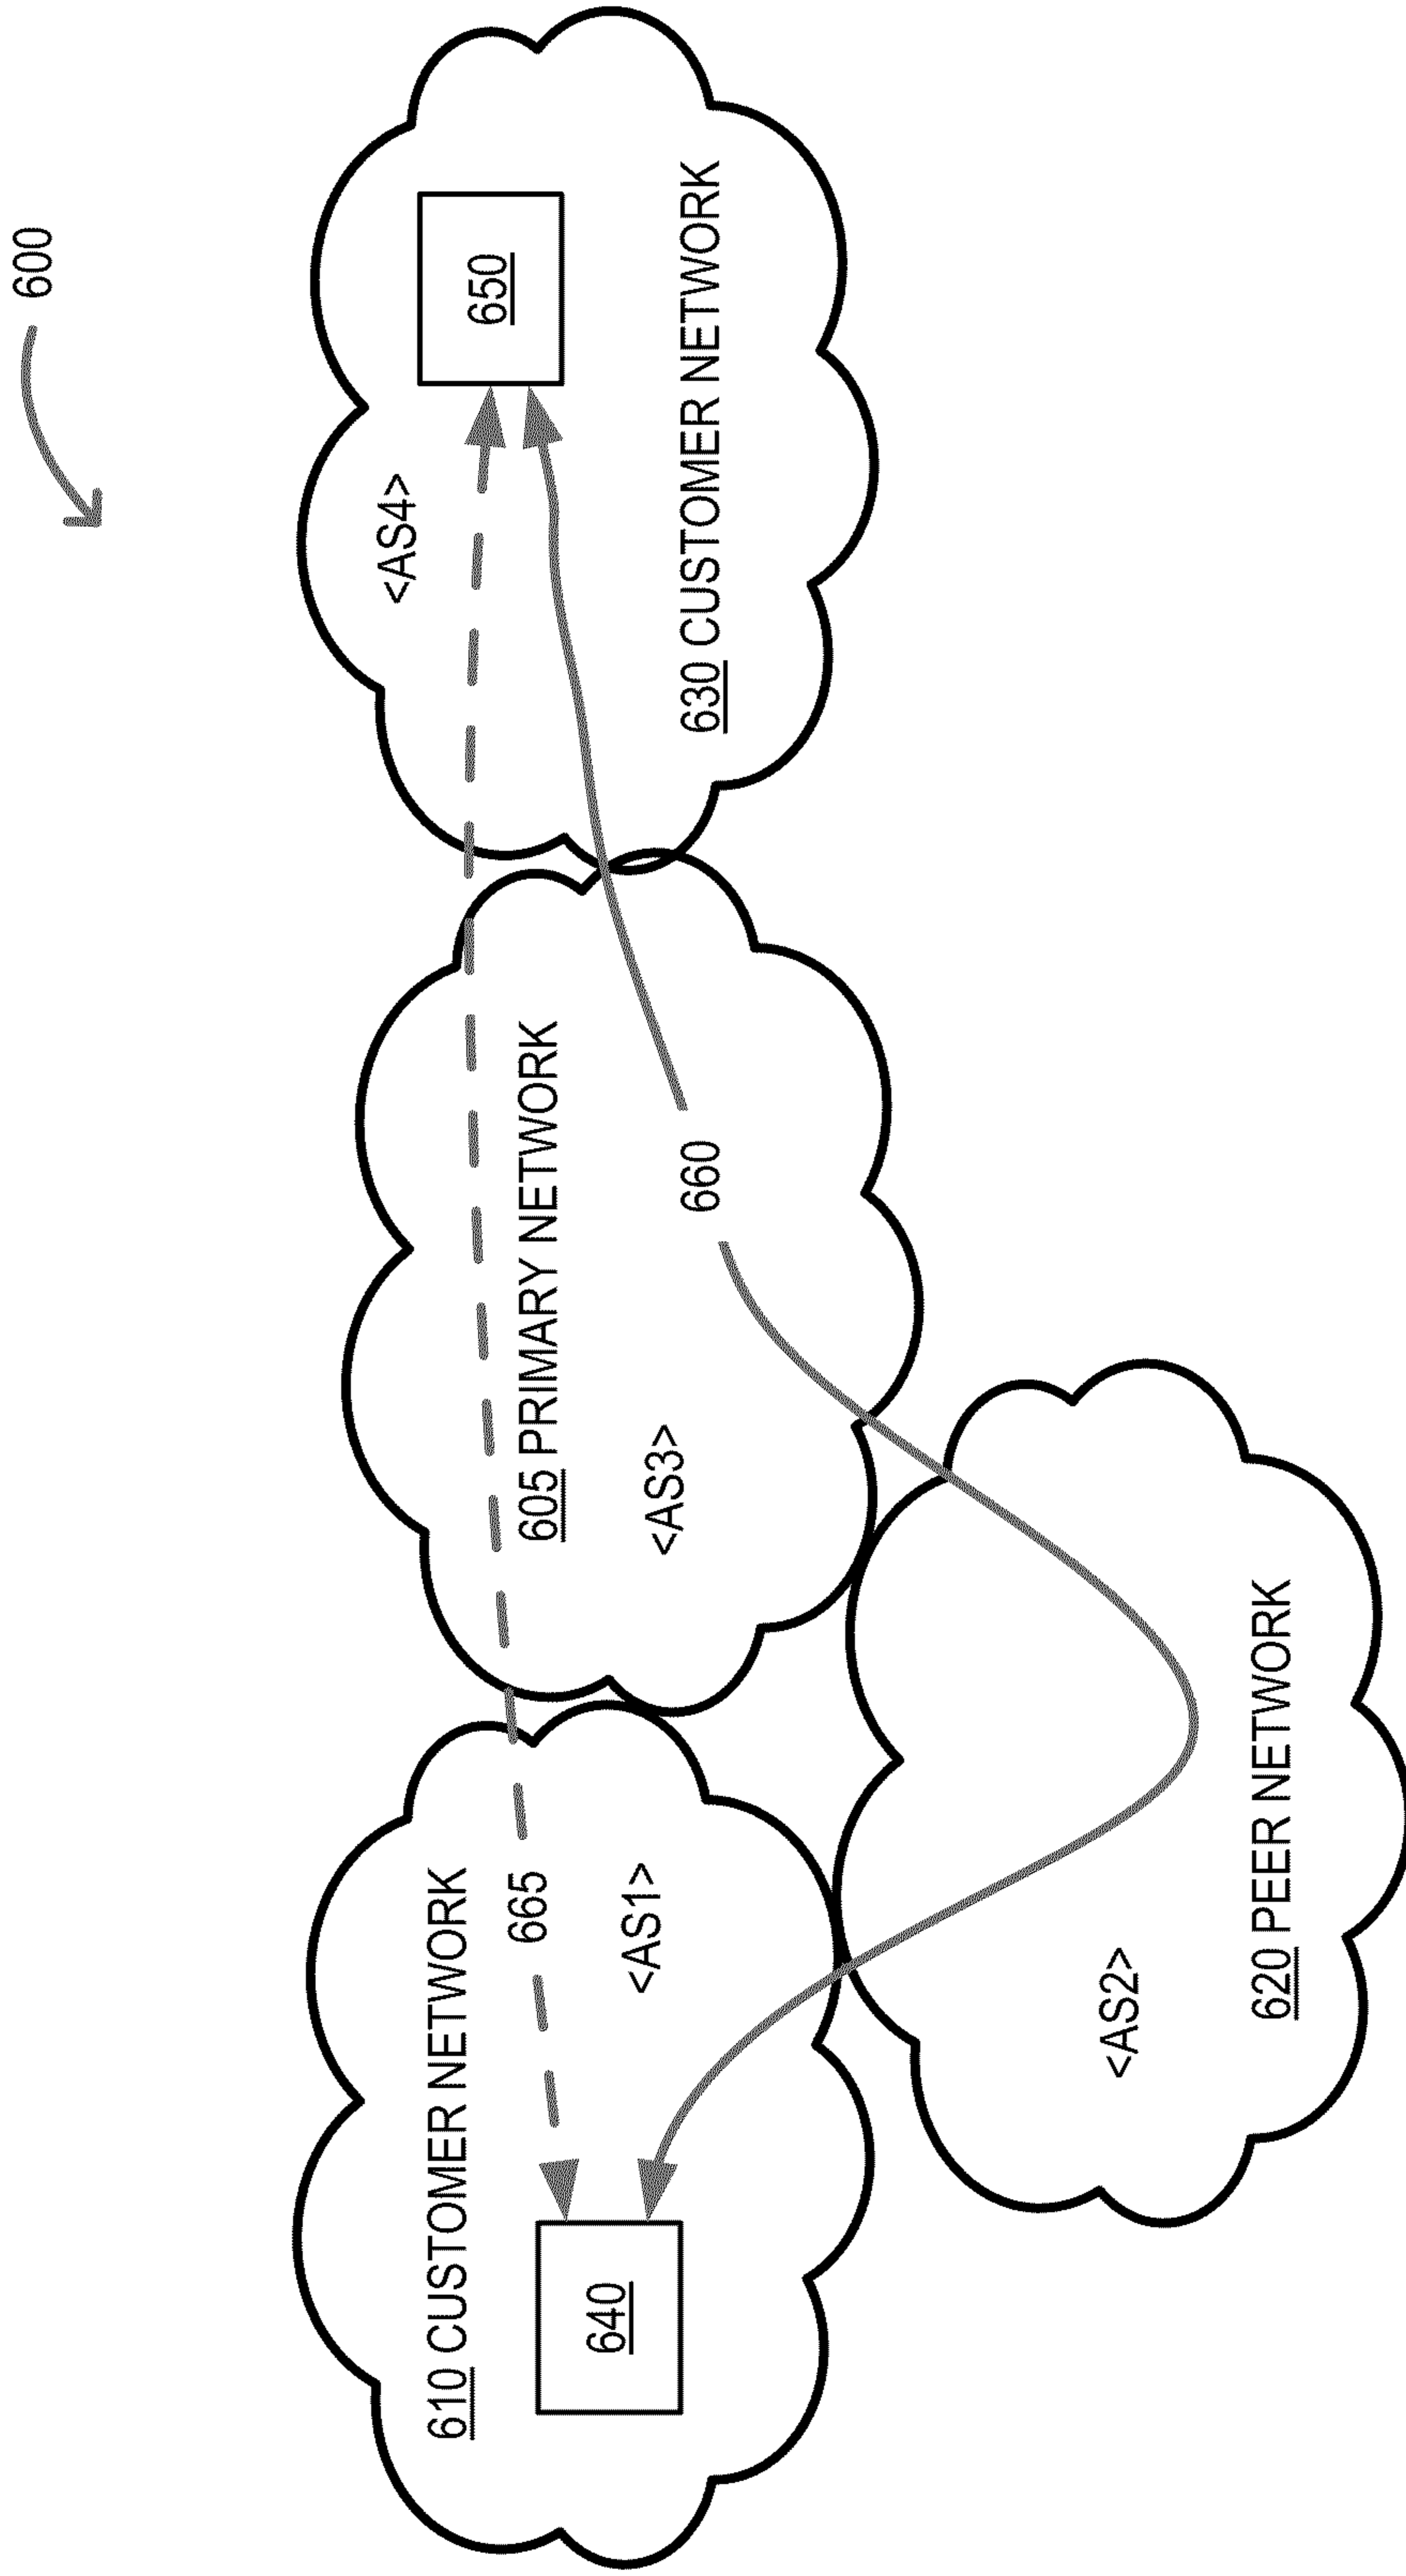 600
610 CUSTOMER NETWORK
665
<AS1>
640
605 PRIMARY NETWORK
<AS3>
660
<AS4>
650
630 CUSTOMER NETWORK
<AS2>
620 PEER NETWORK